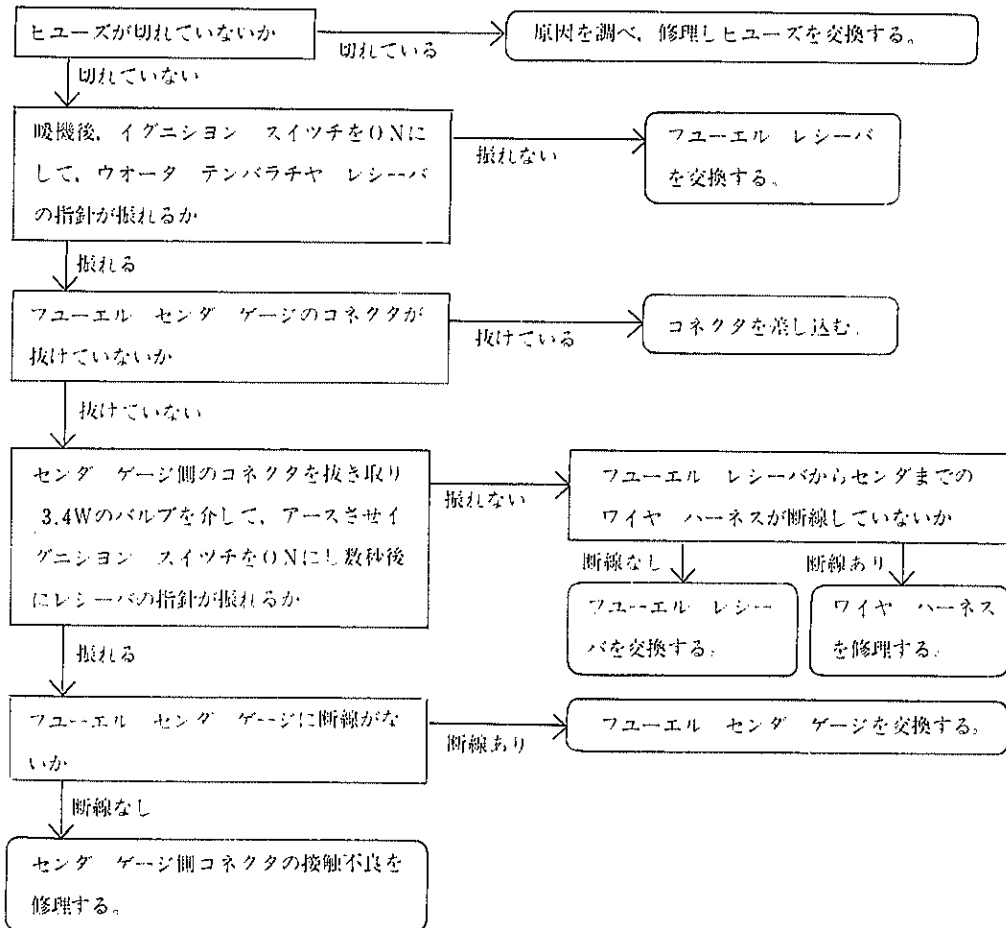 ヒユーズが切れていないか
切れている
原因を調べ，修理しヒユーズを交換する。
切れていない
暖機後，イグニシヨン　スイツチをONに
して，ウオータ　テンパラチヤ　レシーバ
の指針が振れるか
振れない
フユーエル　レシーバ
を交換する。
振れる
フユーエル　センダ　ゲージのコネクタが
抜けていないか
抜けている
コネクタを差し込む。
抜けていない
センダ　ゲージ側のコネクタを抜き取り
3.4Wのバルブを介して，アースさせイ
グニシヨン　スイツチをONにし数秒後
にレシーバの指針が振れるか
振れない
フユーエル　レシーバからセンダまでの
ワイヤ　ハーネスが断線していないか
断線なし
断線あり
フユーエル　レシー
バを交換する。
ワイヤ　ハーネス
を修理する。
振れる
フユーエル　センダ　ゲージに断線がな
いか
断線あり
フユーエル　センダ　ゲージを交換する。
断線なし
センダ　ゲージ側コネクタの接触不良を
修理する。